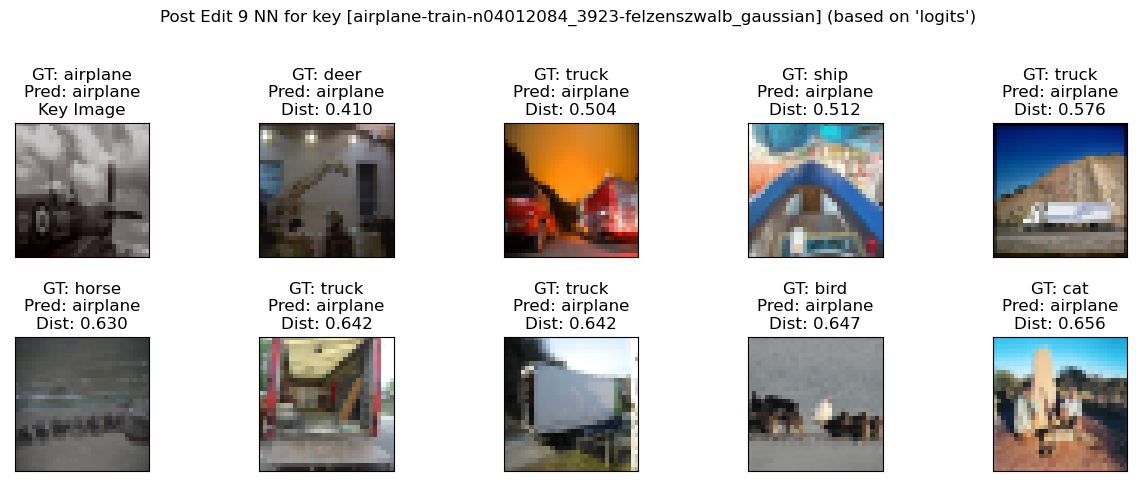 Post Edit 9 NN for key [airplane-train-n04012084_3923-felzenszwalb_gaussian] (based on 'logits')
GT: airplane
Pred: airplane
Key Image
GT: deer
Pred: airplane
Dist: 0.410
GT: truck
Pred: airplane
Dist: 0.504
GT: ship
Pred: airplane
Dist: 0.512
GT: truck
Pred: airplane
Dist: 0.576
GT: horse
Pred: airplane
Dist: 0.630
GT: truck
Pred: airplane
Dist: 0.642
GT: truck
Pred: airplane
Dist: 0.642
GT: bird
Pred: airplane
Dist: 0.647
GT: cat
Pred: airplane
Dist: 0.656